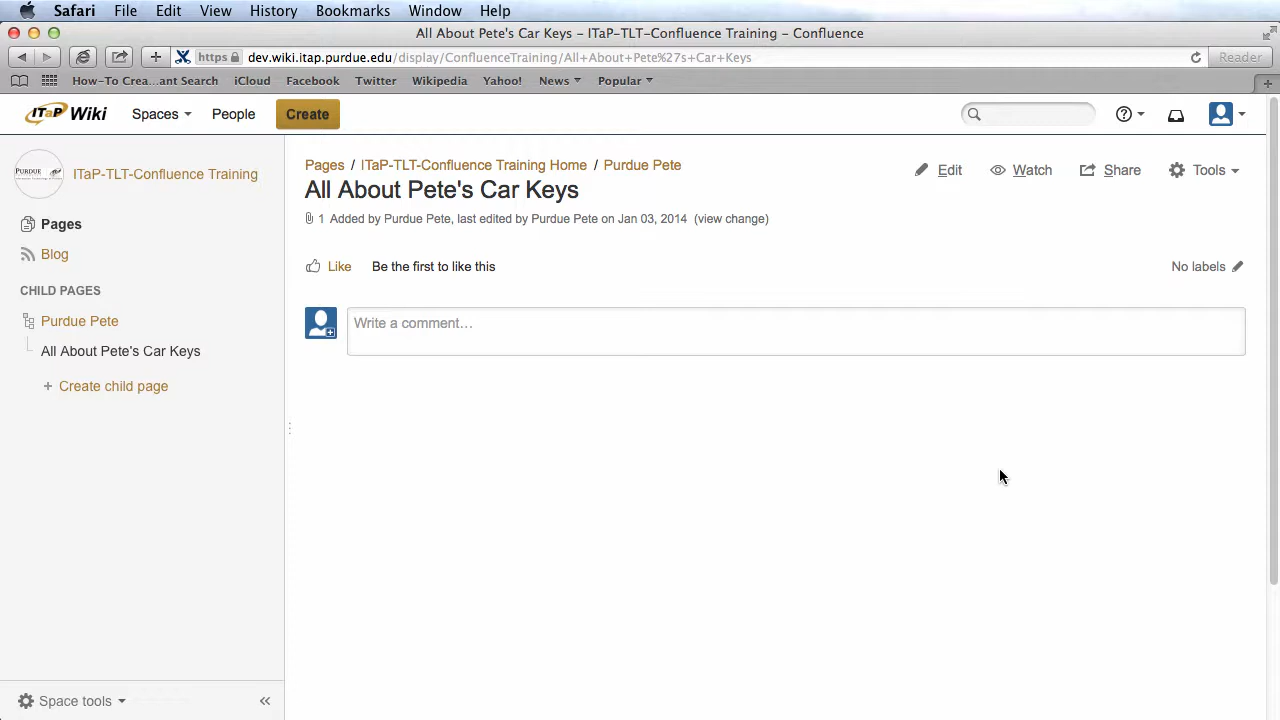 Safari File Edit View History Bookmarks Window Help
All About Pete's Car Keys – ITaP-TLT-Confluence Training – Confluence
https dev.wiki.itap.purdue.edu/display/ConfluenceTraining/All+About+Pete%27s+Car+Keys Reader
How-To Crea...ant Search iCloud Facebook Twitter Wikipedia Yahoo! News Popular
ITaP Wiki Spaces People Create
PURDUE ITaP-TLT-Confluence Training
Pages
Blog
CHILD PAGES
Purdue Pete
All About Pete's Car Keys
+ Create child page
Space tools
Pages / ITaP-TLT-Confluence Training Home / Purdue Pete
Edit Watch Share Tools
All About Pete's Car Keys
1 Added by Purdue Pete, last edited by Purdue Pete on Jan 03, 2014 (view change)
Like Be the first to like this No labels
Write a comment…